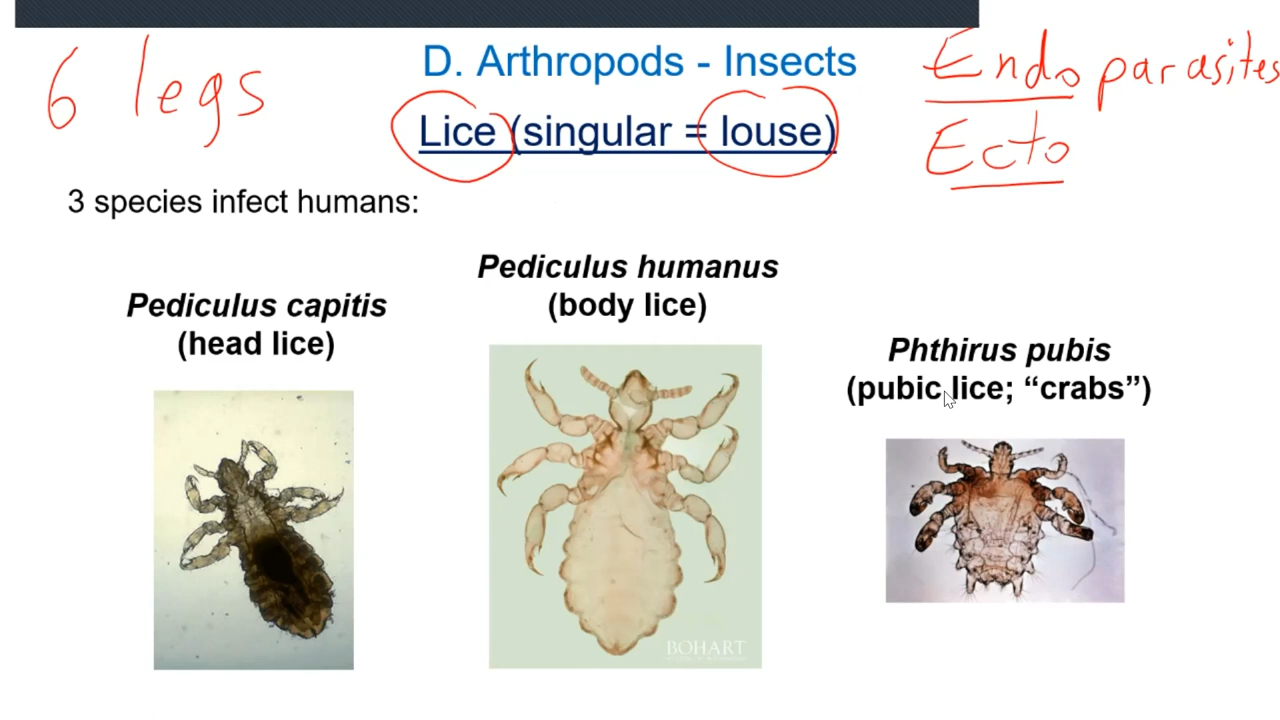 6 legs
D. Arthropods - Insects
Endoparasites
Lice (singular = louse)
Ecto
3 species infect humans:
Pediculus capitis
(head lice)
Pediculus humanus
(body lice)
Phthirus pubis
(pubic lice; “crabs”)
BOHART